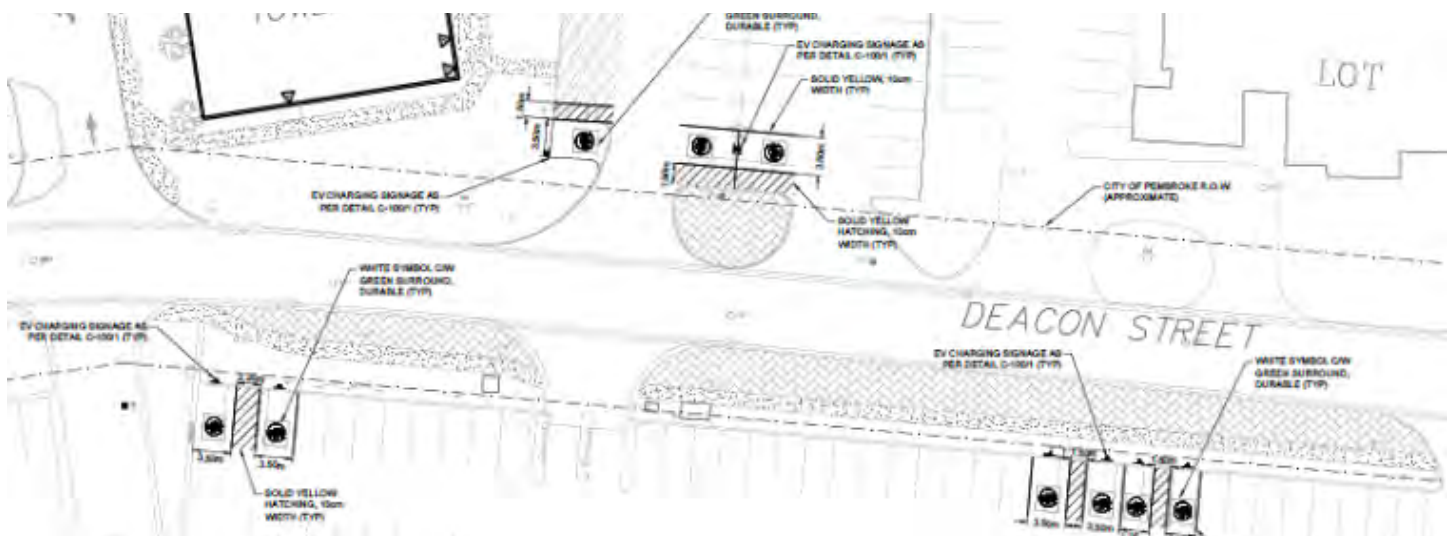 GREEN SURROUND,
DURABLE (TYP)
EV CHARGING SIGNAGE AS
PER DETAIL C-100/1 (TYP)
SOLID YELLOW, 10cm
WIDTH (TYP)
LOT
3.50m
3.50m
EV CHARGING SIGNAGE AS
PER DETAIL C-100/1 (TYP)
CITY OF PEMBROKE R.O.W.
(APPROXIMATE)
SOLID YELLOW
HATCHING, 10cm
WIDTH (TYP)
WHITE SYMBOL C/W
GREEN SURROUND,
DURABLE (TYP)
EV CHARGING SIGNAGE AS
PER DETAIL C-100/1 (TYP)
DEACON STREET
EV CHARGING SIGNAGE AS
PER DETAIL C-100/1 (TYP)
WHITE SYMBOL C/W
GREEN SURROUND,
DURABLE (TYP)
3.50m
3.50m
SOLID YELLOW
HATCHING, 10cm
WIDTH (TYP)
3.50m
3.50m